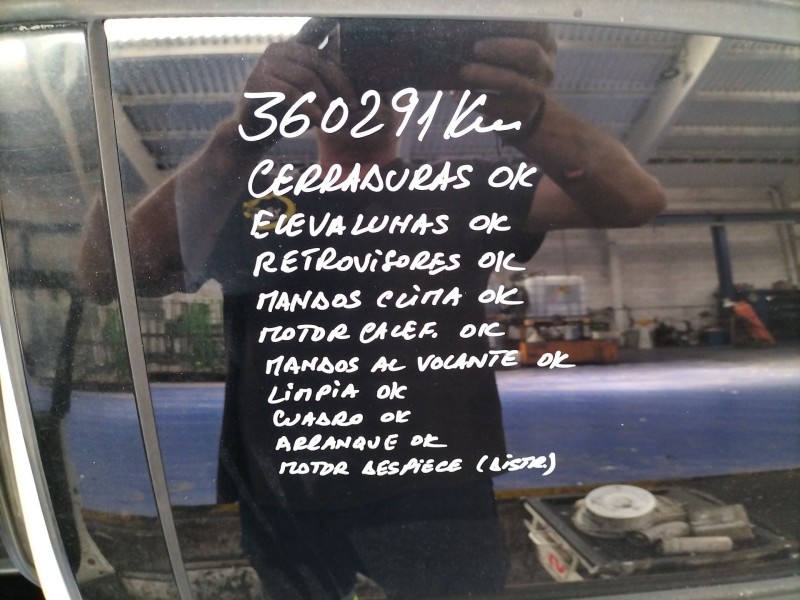 360291 Km
CERRADURAS OK
ELEVALUNAS OK
RETROVISORES OK
MANDOS CLIMA OK
MOTOR CALEF. OK
MANDOS AL VOLANTE OK
LIMPIA OK
CUADRO OK
ARRANQUE OK
MOTOR DESPIECE (DISTR.)